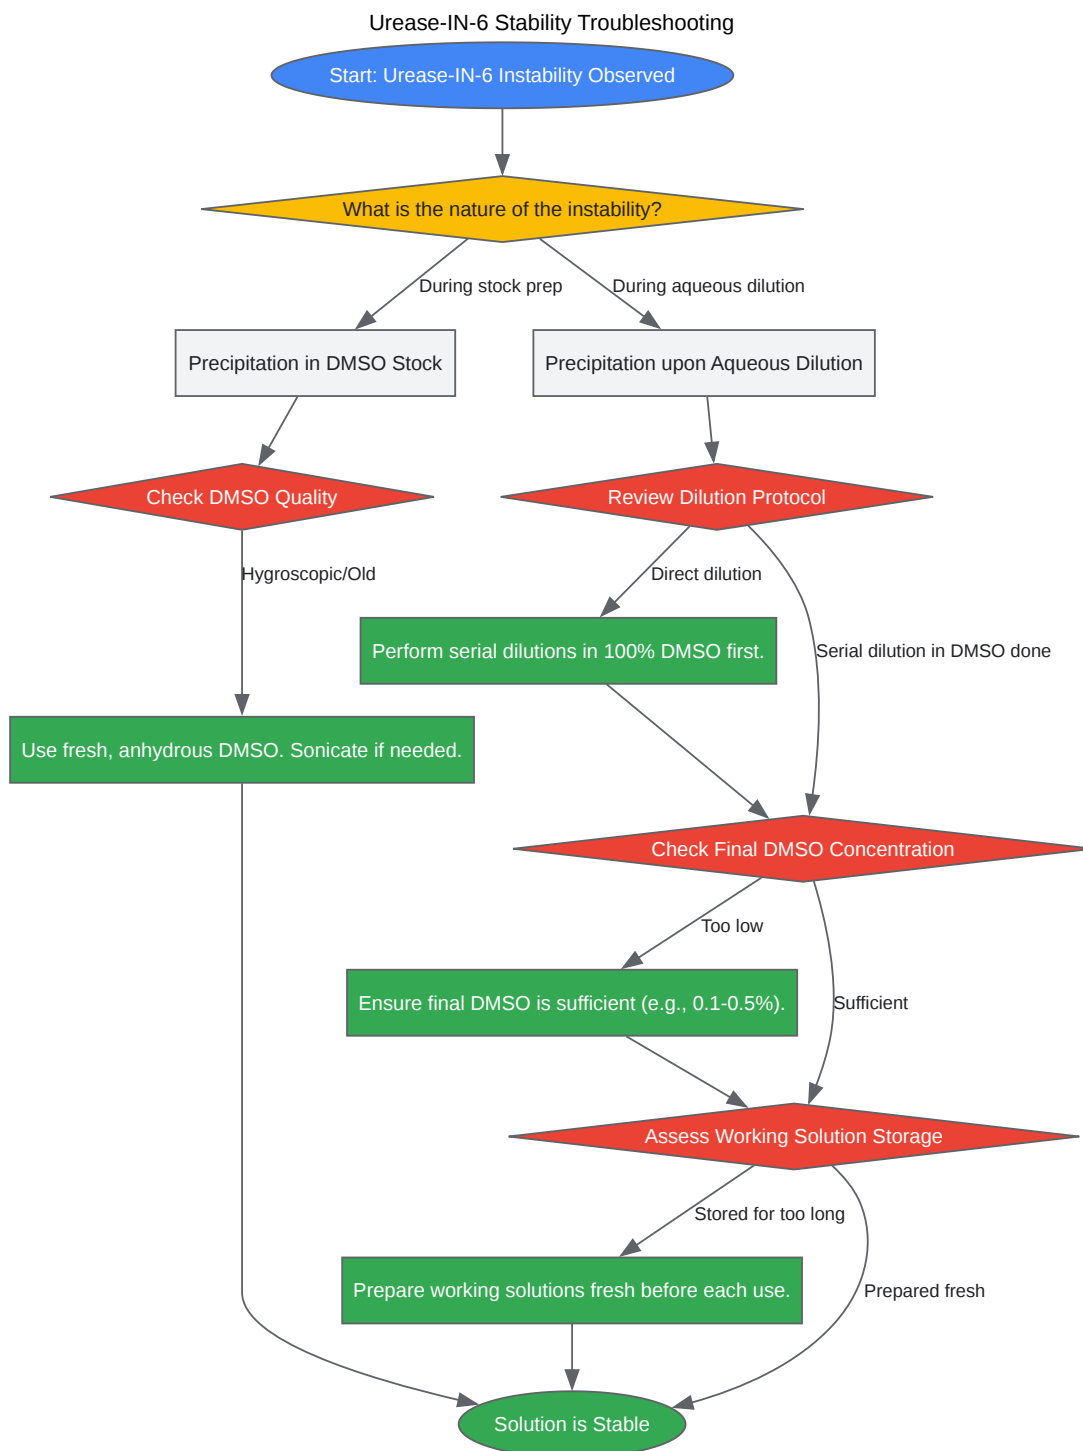 Urease-IN-6 Stability Troubleshooting
Start: Urease-IN-6 Instability Observed
What is the nature of the instability?
During stock prep
During aqueous dilution
Precipitation in DMSO Stock
Precipitation upon Aqueous Dilution
Check DMSO Quality
Review Dilution Protocol
Hygroscopic/Old
Direct dilution
Perform serial dilutions in 100% DMSO first.
Serial dilution in DMSO done
Use fresh, anhydrous DMSO. Sonicate if needed.
Check Final DMSO Concentration
Too low
Ensure final DMSO is sufficient (e.g., 0.1-0.5%).
Sufficient
Assess Working Solution Storage
Stored for too long
Prepare working solutions fresh before each use.
Prepared fresh
Solution is Stable